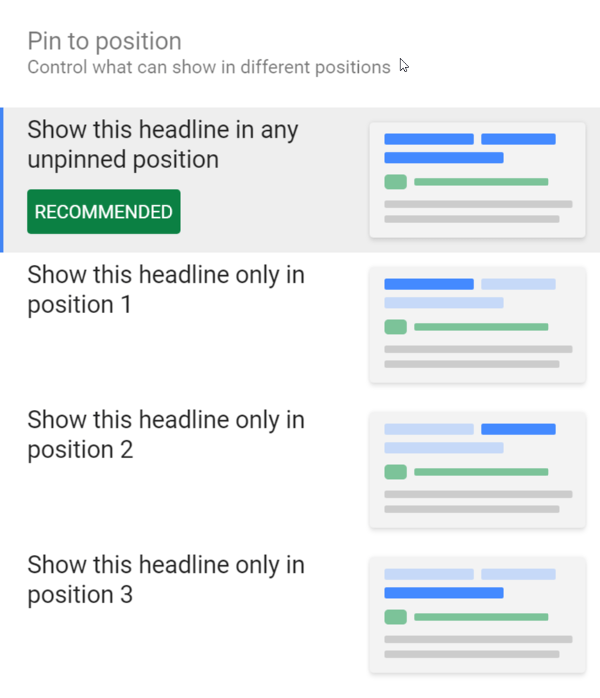 Pin to position
Control what can show in different positions
Show this headline in any
unpinned position
RECOMMENDED
Show this headline only in
position 1
Show this headline only in
position 2
Show this headline only in
position 3